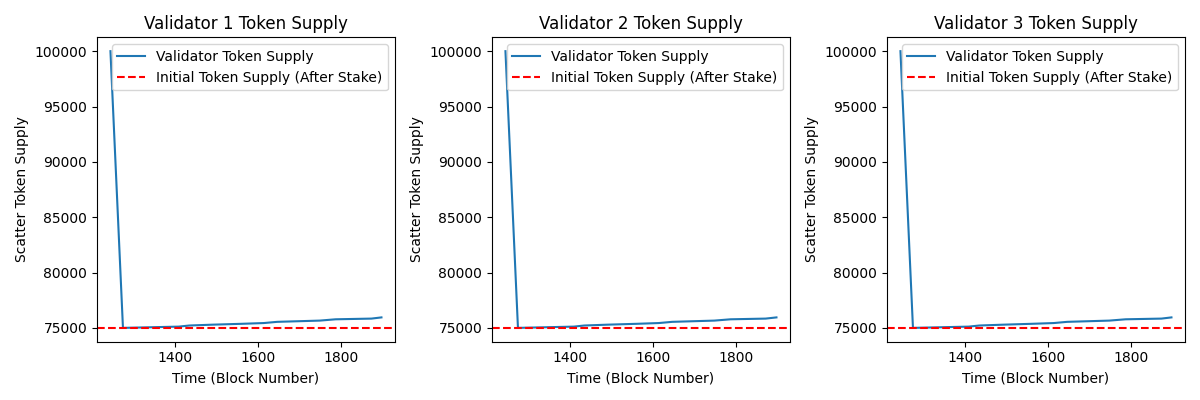 Validator 1 Token Supply
Validator Token Supply
Initial Token Supply (After Stake)
Scatter Token Supply
100000
95000
90000
85000
80000
75000
1400 1600 1800
Time (Block Number)
Validator 2 Token Supply
Validator Token Supply
Initial Token Supply (After Stake)
Scatter Token Supply
100000
95000
90000
85000
80000
75000
1400 1600 1800
Time (Block Number)
Validator 3 Token Supply
Validator Token Supply
Initial Token Supply (After Stake)
Scatter Token Supply
100000
95000
90000
85000
80000
75000
1400 1600 1800
Time (Block Number)